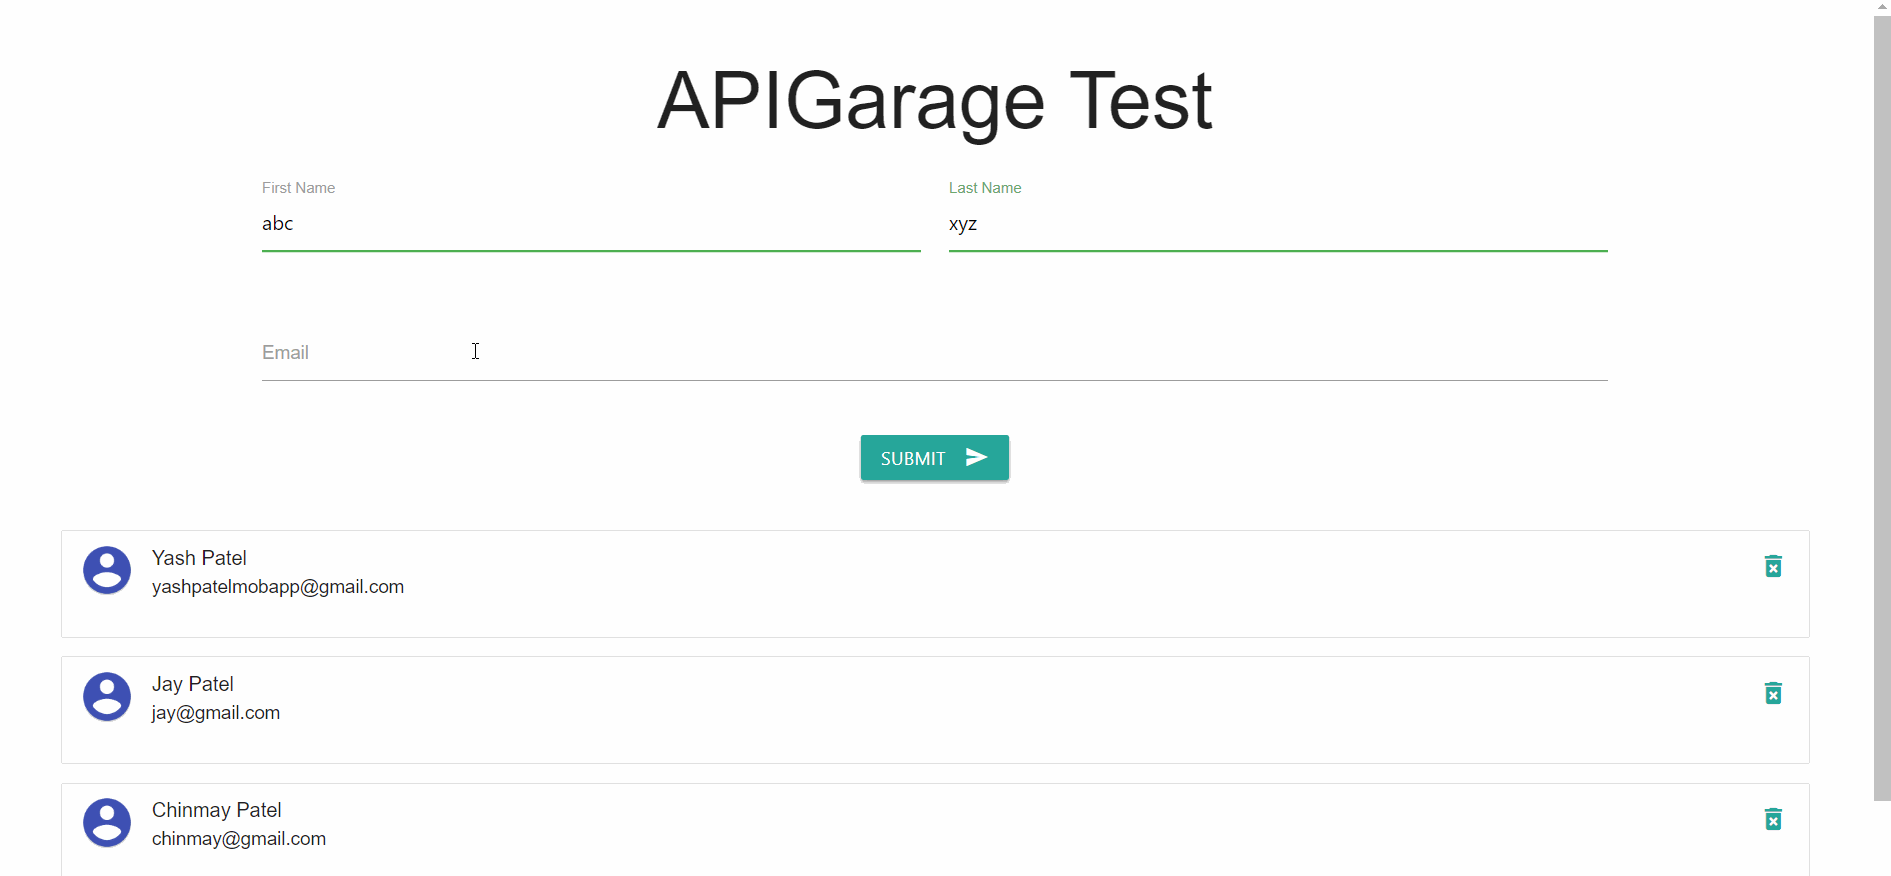 APIGarage Test
First Name
Last Name
abc
xyz
Email
SUBMIT
Yash Patel
yashpatelmobapp@gmail.com
Jay Patel
jay@gmail.com
Chinmay Patel
chinmay@gmail.com